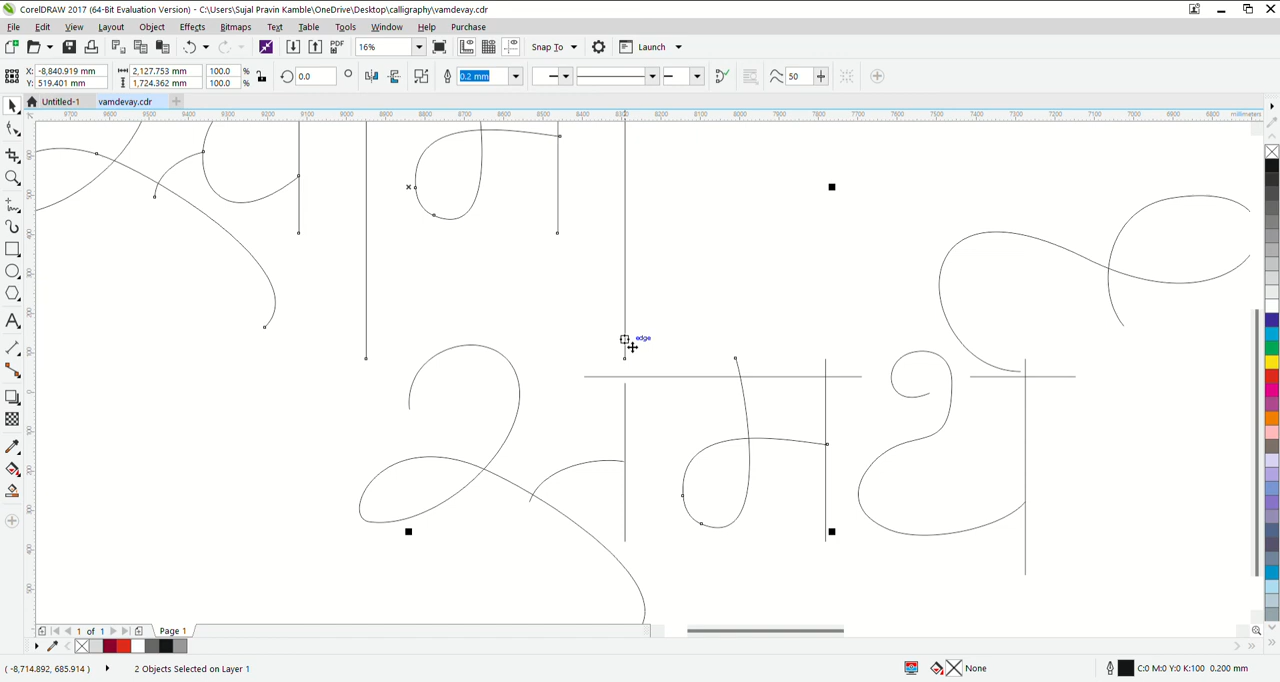 CorelDRAW 2017 (64-Bit Evaluation Version) - C:\Users\Sujal Pravin Kamble\OneDrive\Desktop\calligraphy\vamdevay.cdr
File Edit View Layout Object Effects Bitmaps Text Table Tools Window Help Purchase
PDF 16% Snap To Launch
X: -8,840.919 mm 2,127.753 mm 100.0 % 0.0 0.2 mm 50
Y: 519.401 mm 1,724.362 mm 100.0 %
Untitled-1 vamdevay.cdr
millimeters
edge
1 of 1 Page 1
( -8,714.892, 685.914 ) 2 Objects Selected on Layer 1 None C:0 M:0 Y:0 K:100 0.200 mm